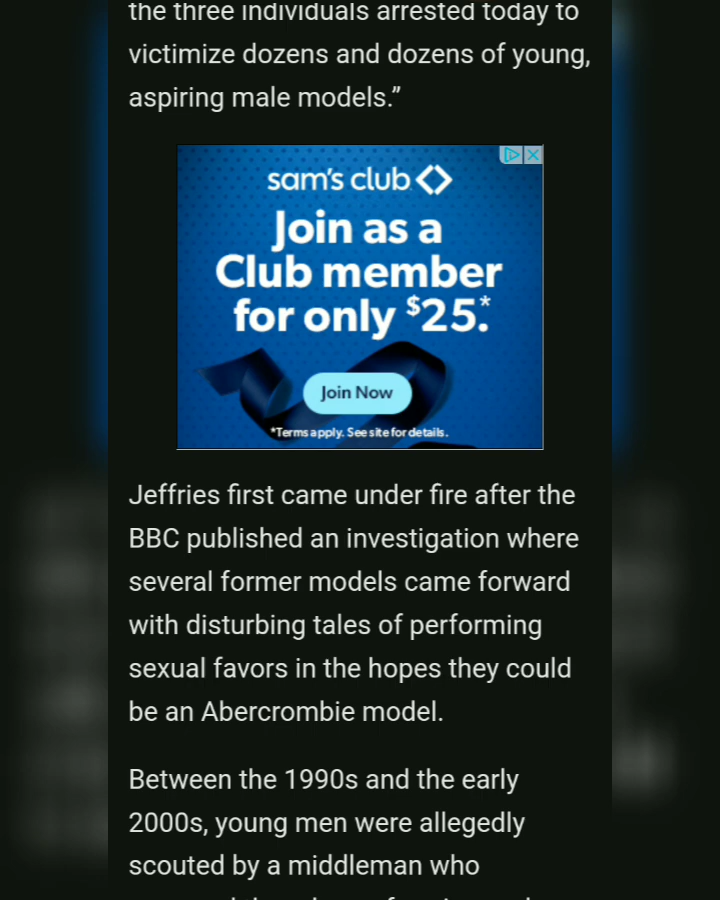 the three individuals arrested today to
victimize dozens and dozens of young,
aspiring male models.”
sam's club
Join as a
Club member
for only $25.*
Join Now
*Terms apply. See site for details.
Jeffries first came under fire after the
BBC published an investigation where
several former models came forward
with disturbing tales of performing
sexual favors in the hopes they could
be an Abercrombie model.
Between the 1990s and the early
2000s, young men were allegedly
scouted by a middleman who